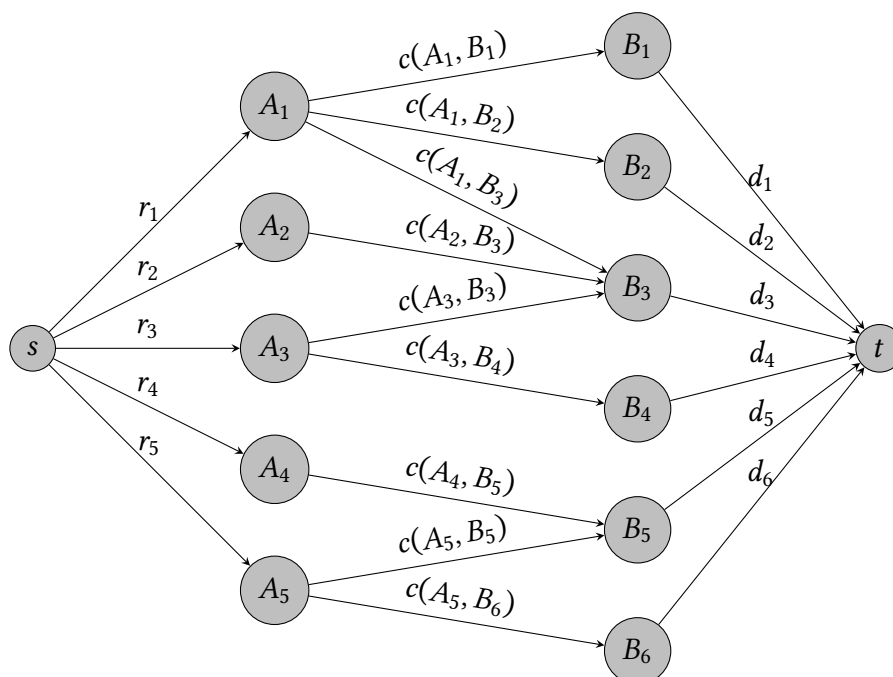 B₁
c(A₁, B₁)
A₁
c(A₁, B₂)
B₂
c(A₁, B₃)
d₁
r₁
A₂
c(A₂, B₃)
d₂
r₂
B₃
c(A₃, B₃)
d₃
r₃
s
A₃
t
c(A₃, B₄)
d₄
r₄
B₄
d₅
r₅
A₄
c(A₄, B₅)
d₆
B₅
c(A₅, B₅)
A₅
c(A₅, B₆)
B₆